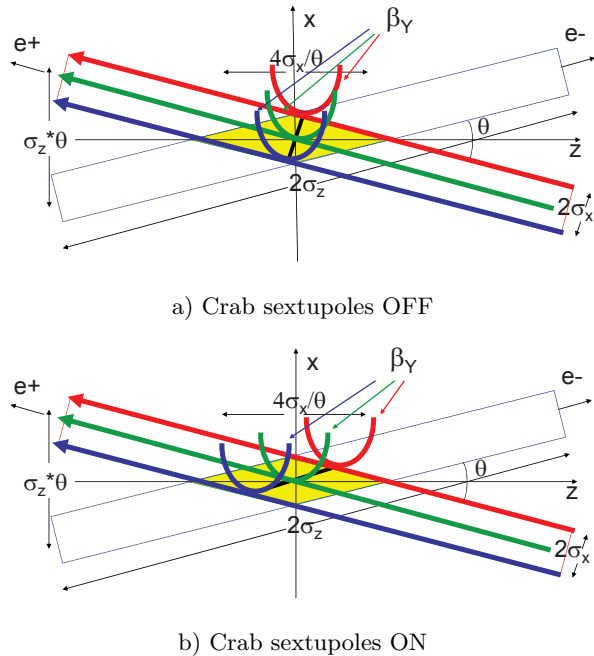 x
β_Y
e+
e-
4σ_x/θ
σ_z*θ
θ
z
2σ_z
2σ_x
a) Crab sextupoles OFF
x
β_Y
e+
e-
4σ_x/θ
σ_z*θ
θ
z
2σ_z
2σ_x
b) Crab sextupoles ON